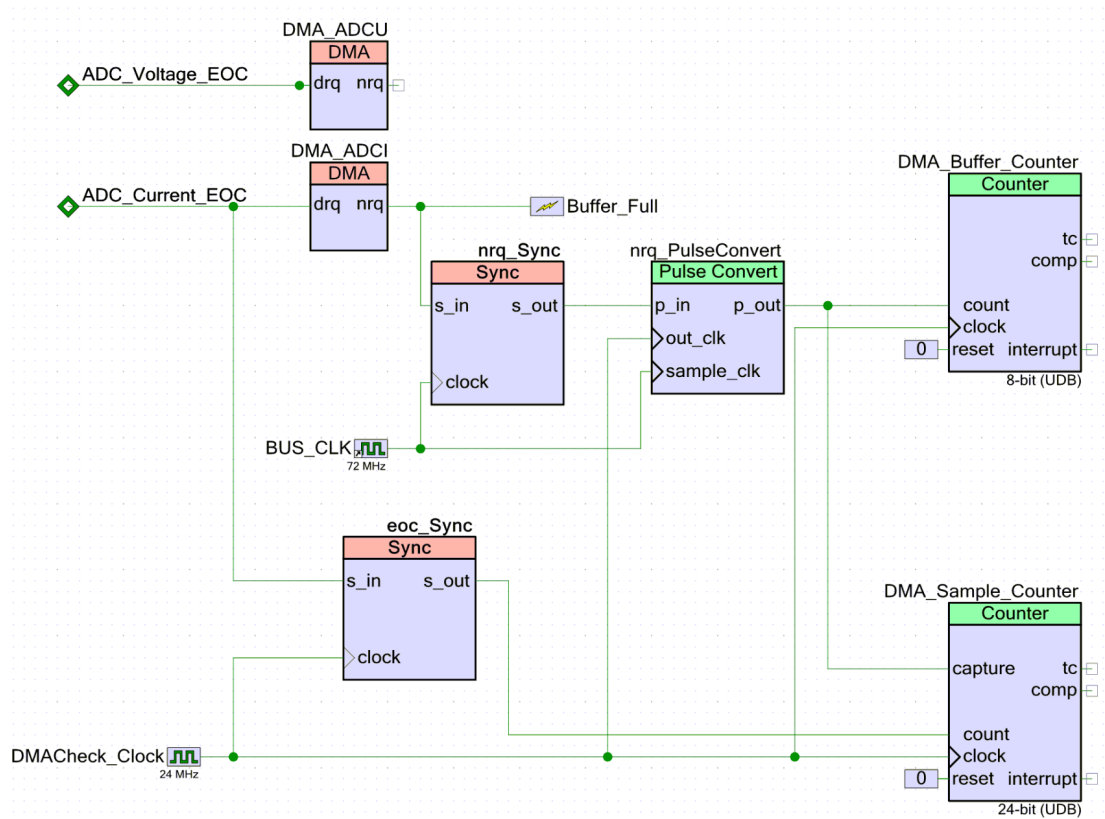 DMA_ADCU
DMA
ADC_Voltage_EOC
drq nrq
DMA_ADCI
DMA
ADC_Current_EOC
drq nrq
Buffer_Full
DMA_Buffer_Counter
Counter
tc
comp
count
clock
0
reset interrupt
8-bit (UDB)
nrq_Sync
Sync
s_in s_out
clock
nrq_PulseConvert
Pulse Convert
p_in p_out
out_clk
sample_clk
BUS_CLK
72 MHz
eoc_Sync
Sync
s_in s_out
clock
DMACheck_Clock
24 MHz
DMA_Sample_Counter
Counter
capture tc
comp
count
clock
0
reset interrupt
24-bit (UDB)